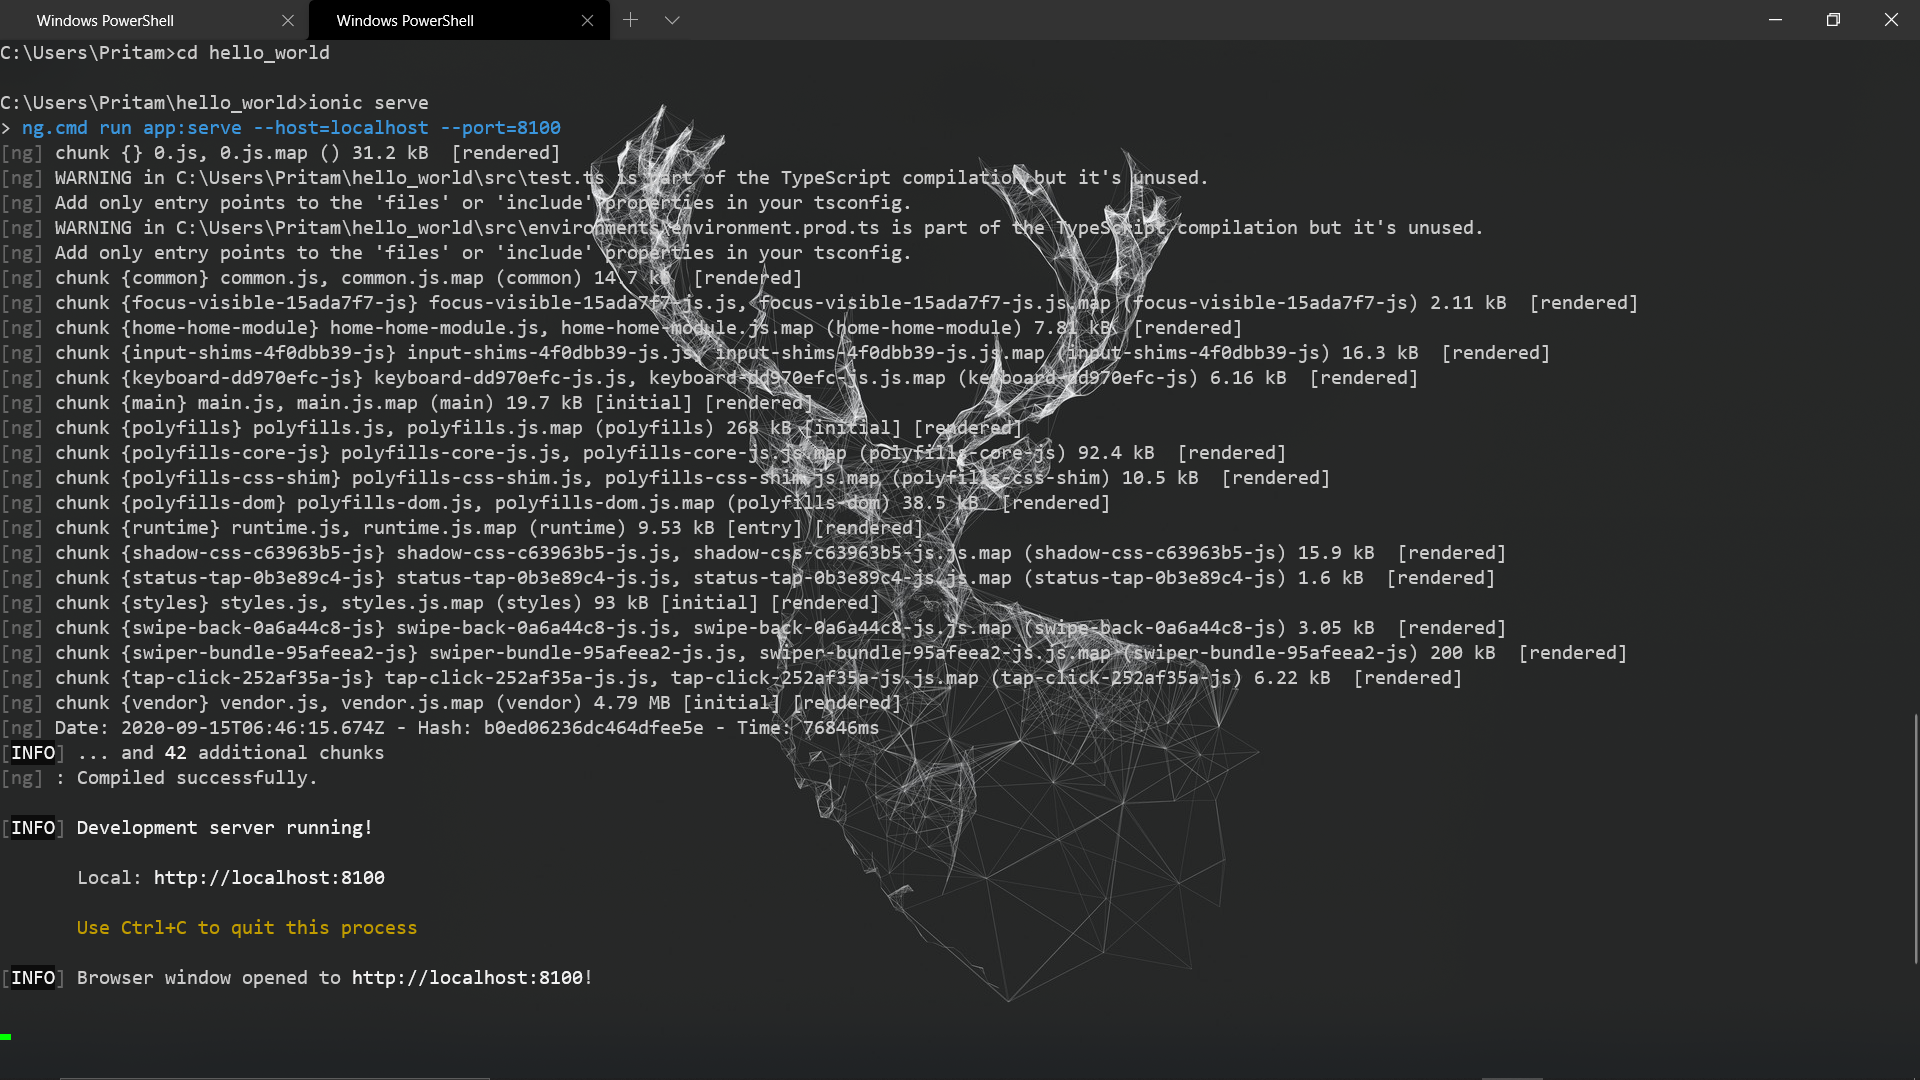 Windows PowerShell
Windows PowerShell
C:\Users\Pritam>cd hello_world
C:\Users\Pritam\hello_world>ionic serve
> ng.cmd run app:serve --host=localhost --port=8100
[ng] chunk {} 0.js, 0.js.map () 31.2 kB  [rendered]
[ng] WARNING in C:\Users\Pritam\hello_world\src\test.ts is part of the TypeScript compilation but it's unused.
[ng] Add only entry points to the 'files' or 'include' properties in your tsconfig.
[ng] WARNING in C:\Users\Pritam\hello_world\src\environments\environment.prod.ts is part of the TypeScript compilation but it's unused.
[ng] Add only entry points to the 'files' or 'include' properties in your tsconfig.
[ng] chunk {common} common.js, common.js.map (common) 14.7 kB  [rendered]
[ng] chunk {focus-visible-15ada7f7-js} focus-visible-15ada7f7-js.js, focus-visible-15ada7f7-js.js.map (focus-visible-15ada7f7-js) 2.11 kB  [rendered]
[ng] chunk {home-home-module} home-home-module.js, home-home-module.js.map (home-home-module) 7.81 kB  [rendered]
[ng] chunk {input-shims-4f0dbb39-js} input-shims-4f0dbb39-js.js, input-shims-4f0dbb39-js.js.map (input-shims-4f0dbb39-js) 16.3 kB  [rendered]
[ng] chunk {keyboard-dd970efc-js} keyboard-dd970efc-js.js, keyboard-dd970efc-js.js.map (keyboard-dd970efc-js) 6.16 kB  [rendered]
[ng] chunk {main} main.js, main.js.map (main) 19.7 kB [initial] [rendered]
[ng] chunk {polyfills} polyfills.js, polyfills.js.map (polyfills) 268 kB [initial] [rendered]
[ng] chunk {polyfills-core-js} polyfills-core-js.js, polyfills-core-js.js.map (polyfills-core-js) 92.4 kB  [rendered]
[ng] chunk {polyfills-css-shim} polyfills-css-shim.js, polyfills-css-shim.js.map (polyfills-css-shim) 10.5 kB  [rendered]
[ng] chunk {polyfills-dom} polyfills-dom.js, polyfills-dom.js.map (polyfills-dom) 38.5 kB  [rendered]
[ng] chunk {runtime} runtime.js, runtime.js.map (runtime) 9.53 kB [entry] [rendered]
[ng] chunk {shadow-css-c63963b5-js} shadow-css-c63963b5-js.js, shadow-css-c63963b5-js.js.map (shadow-css-c63963b5-js) 15.9 kB  [rendered]
[ng] chunk {status-tap-0b3e89c4-js} status-tap-0b3e89c4-js.js, status-tap-0b3e89c4-js.js.map (status-tap-0b3e89c4-js) 1.6 kB  [rendered]
[ng] chunk {styles} styles.js, styles.js.map (styles) 93 kB [initial] [rendered]
[ng] chunk {swipe-back-0a6a44c8-js} swipe-back-0a6a44c8-js.js, swipe-back-0a6a44c8-js.js.map (swipe-back-0a6a44c8-js) 3.05 kB  [rendered]
[ng] chunk {swiper-bundle-95afeea2-js} swiper-bundle-95afeea2-js.js, swiper-bundle-95afeea2-js.js.map (swiper-bundle-95afeea2-js) 200 kB  [rendered]
[ng] chunk {tap-click-252af35a-js} tap-click-252af35a-js.js, tap-click-252af35a-js.js.map (tap-click-252af35a-js) 6.22 kB  [rendered]
[ng] chunk {vendor} vendor.js, vendor.js.map (vendor) 4.79 MB [initial] [rendered]
[ng] Date: 2020-09-15T06:46:15.674Z - Hash: b0ed06236dc464dfee5e - Time: 76846ms
[INFO] ... and 42 additional chunks
[ng] : Compiled successfully.
[INFO] Development server running!
Local: http://localhost:8100
Use Ctrl+C to quit this process
[INFO] Browser window opened to http://localhost:8100!